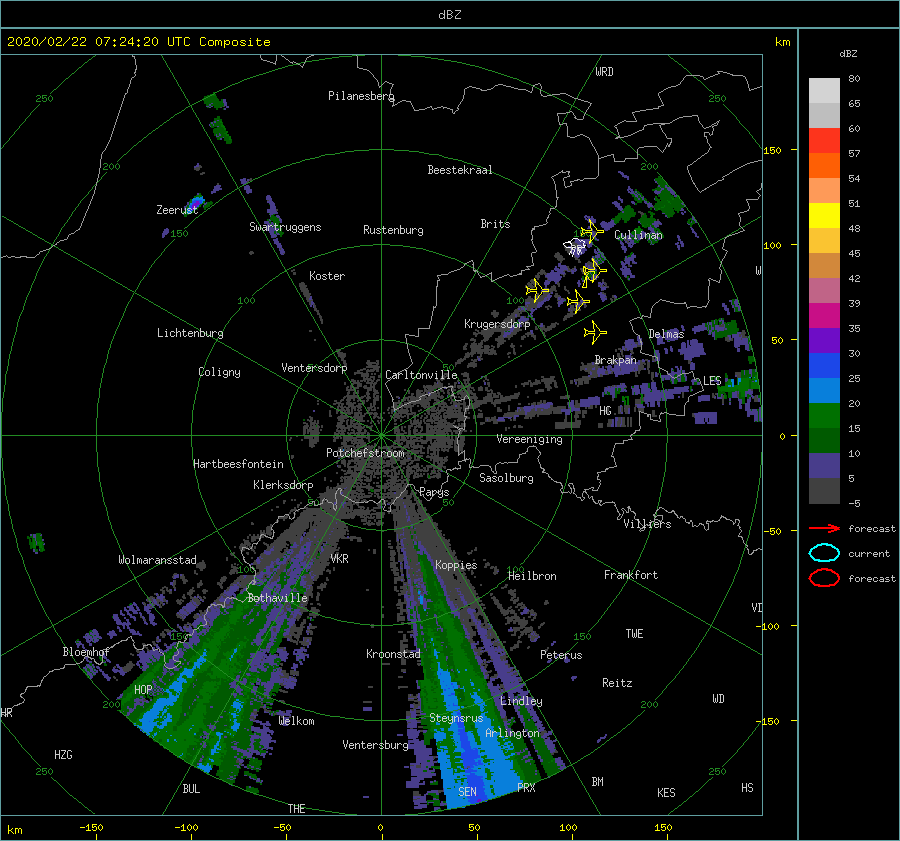 dBZ
2020/02/22 07:24:20 UTC Composite
km
dBZ
WRD
80
250
Pilanesberg
250
65
60
150
57
200
Beestekraal
200
54
Zeerust
51
150
Swartruggens
Rustenburg
Brits
Cullinan
48
100
45
Koster
42
100
100
39
Krugersdorp
35
Lichtenburg
Delmas
50
30
Coligny
Ventersdorp
Carltonville
Brakpan
25
LES
20
HG
15
Vereeniging
0
Potchefstroom
10
Hartbeesfontein
Sasolburg
5
Klerksdorp
Parys
-5
50
50
Villiers
forecast
-50
Wolmaransstad
VKR
Koppies
current
100
100
Heilbron
Frankfort
forecast
Bothaville
VD
-100
150
150
TWE
Bloemhof
Kroonstad
Peterus
HOP
Reitz
200
Lindley
200
WD
HR
Welkom
Steynsrus
-150
Arlington
HZG
Ventersburg
250
250
BUL
SEN
PRX
BM
KES
HS
THE
km
-150
-100
-50
0
50
100
150